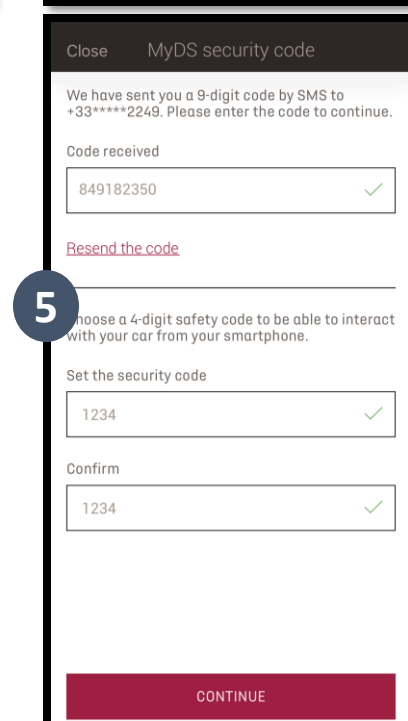 Close MyDS security code
We have sent you a 9-digit code by SMS to
+33*****2249. Please enter the code to continue.
Code received
849182350
Resend the code
5
hoose a 4-digit safety code to be able to interact
with your car from your smartphone.
Set the security code
1234
Confirm
1234
CONTINUE